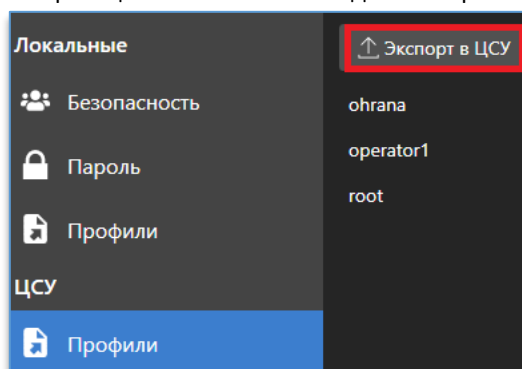 Локальные
Безопасность
Пароль
Профили
ЦСУ
Профили
Экспорт в ЦСУ
ohrana
operator1
root